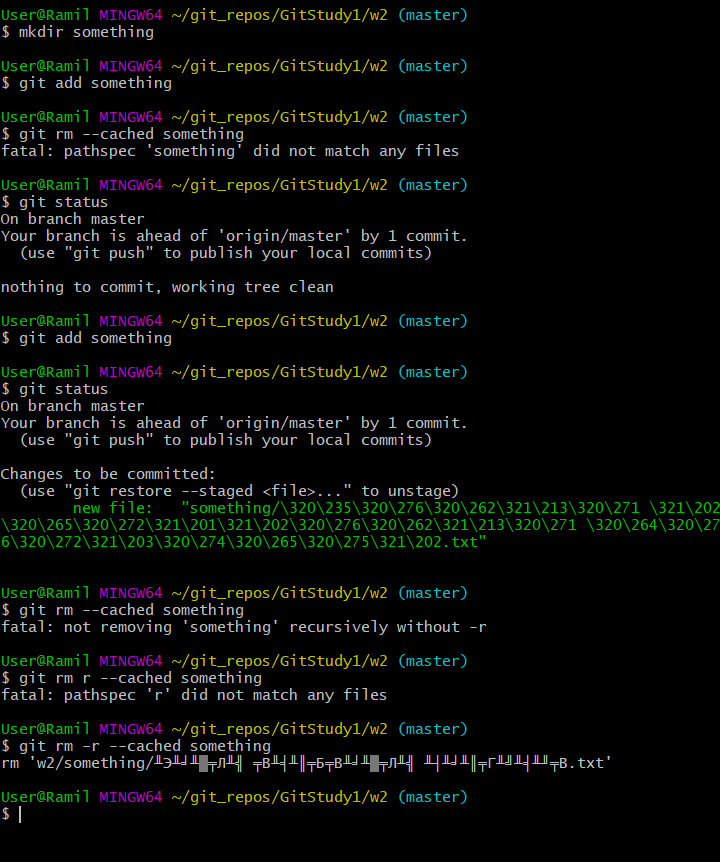 User@Ramil MINGW64 ~/git_repos/GitStudy1/w2 (master)
$ mkdir something
User@Ramil MINGW64 ~/git_repos/GitStudy1/w2 (master)
$ git add something
User@Ramil MINGW64 ~/git_repos/GitStudy1/w2 (master)
$ git rm --cached something
fatal: pathspec 'something' did not match any files
User@Ramil MINGW64 ~/git_repos/GitStudy1/w2 (master)
$ git status
On branch master
Your branch is ahead of 'origin/master' by 1 commit.
  (use "git push" to publish your local commits)
nothing to commit, working tree clean
User@Ramil MINGW64 ~/git_repos/GitStudy1/w2 (master)
$ git add something
User@Ramil MINGW64 ~/git_repos/GitStudy1/w2 (master)
$ git status
On branch master
Your branch is ahead of 'origin/master' by 1 commit.
  (use "git push" to publish your local commits)
Changes to be committed:
  (use "git restore --staged <file>..." to unstage)
        new file:   "something/\320\235\320\276\320\262\321\213\320\271 \321\202
\320\265\320\272\321\201\321\202\320\276\320\262\321\213\320\271 \320\264\320\27
6\320\272\321\203\320\274\320\265\320\275\321\202.txt"
User@Ramil MINGW64 ~/git_repos/GitStudy1/w2 (master)
$ git rm --cached something
fatal: not removing 'something' recursively without -r
User@Ramil MINGW64 ~/git_repos/GitStudy1/w2 (master)
$ git rm r --cached something
fatal: pathspec 'r' did not match any files
User@Ramil MINGW64 ~/git_repos/GitStudy1/w2 (master)
$ git rm -r --cached something
rm 'w2/something/ .txt'
User@Ramil MINGW64 ~/git_repos/GitStudy1/w2 (master)
$